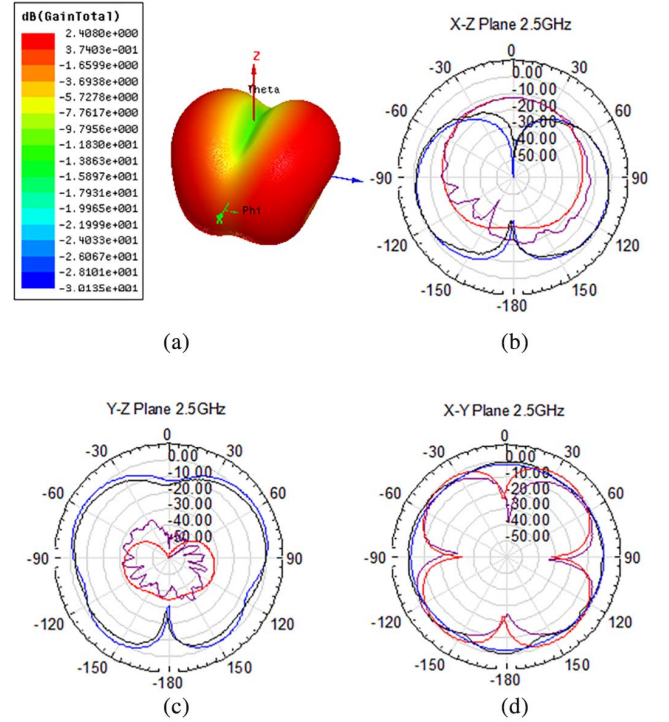 dB(GainTotal)
2.4080e+000
3.7403e-001
-1.6599e+000
-3.6938e+000
-5.7278e+000
-7.7617e+000
-9.7956e+000
-1.1830e+001
-1.3863e+001
-1.5897e+001
-1.7931e+001
-1.9965e+001
-2.1999e+001
-2.4033e+001
-2.6067e+001
-2.8101e+001
-3.0135e+001
Z
Theta
Phi
X
(a)
X-Z Plane 2.5GHz
0
-30 30
-60 60
-90 90
-120 120
-150 150
-180
0.00
-10.00
-20.00
-30.00
-40.00
-50.00
(b)
Y-Z Plane 2.5GHz
0
-30 30
-60 60
-90 90
-120 120
-150 150
-180
0.00
-10.00
-20.00
-30.00
-40.00
-50.00
(c)
X-Y Plane 2.5GHz
0
-30 30
-60 60
-90 90
-120 120
-150 150
-180
0.00
-10.00
-20.00
-30.00
-40.00
-50.00
(d)